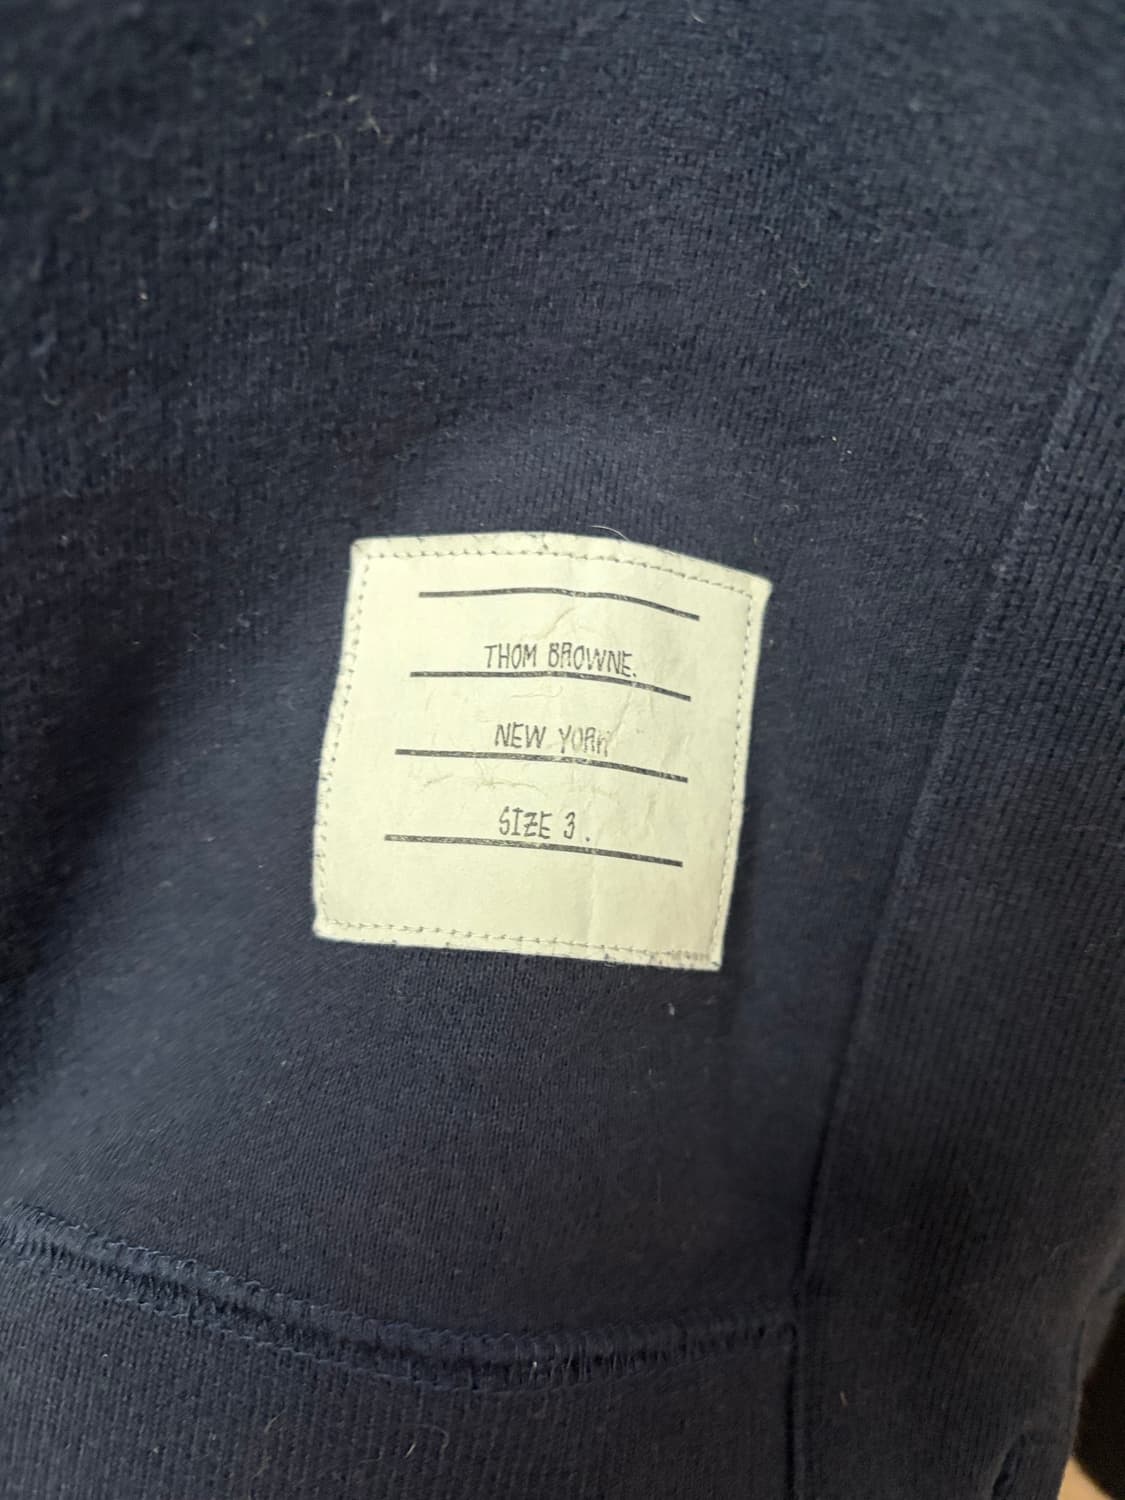 THOM BROWNE.
NEW YORK
SIZE 3 .